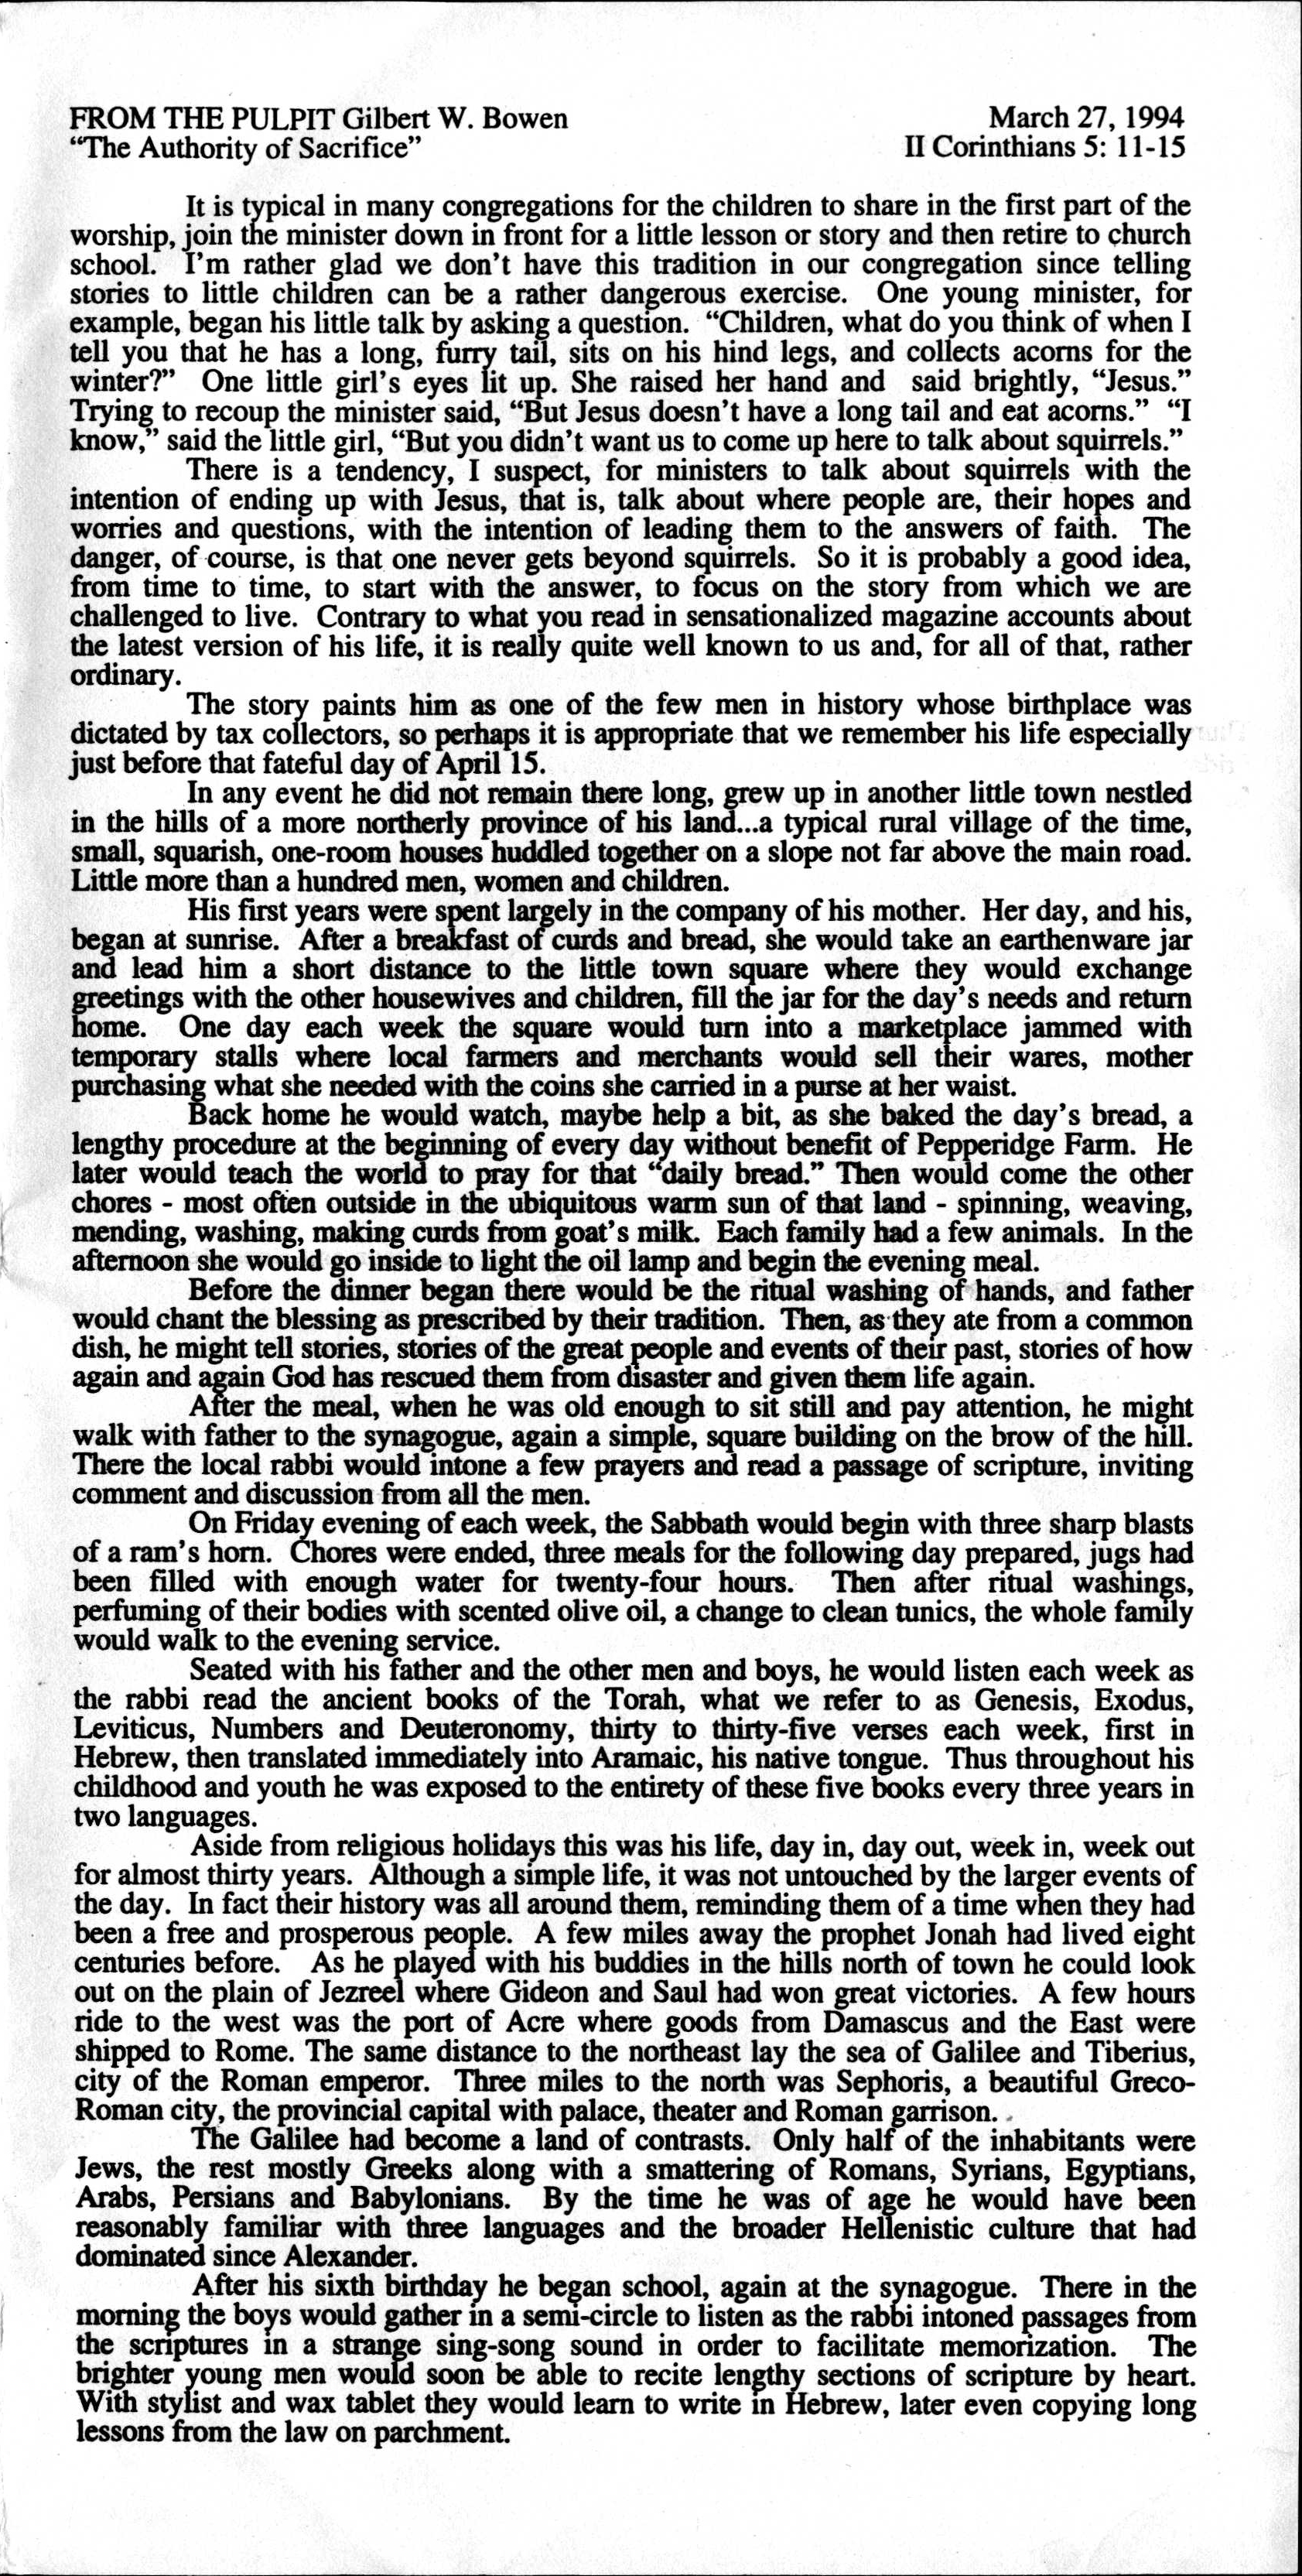 FROM THE PULPIT Gilbert W. Bowen March 27, 1994
“The Authority of Sacrifice” II Corinthians 5: 11-15
It is typical in many congregations for the children to share in the first part of the
worship, join the minister down in front for a little lesson or story and then retire to church
school. I'm rather glad we don't have this tradition in our congregation since telling
stories to little children can be a rather dangerous exercise. One young minister, for
example, began his little talk by asking a question. “Children, what do you think of when I
tell you that he has a long, furry tail, sits on his hind legs, and collects acorns for the
winter?” One little girl's eyes lit up. She raised her hand and said brightly, “Jesus.”
Trying to recoup the minister said, “But Jesus doesn't have a long tail and eat acorns.” “I
know,” said the little girl, “But you didn't want us to come up here to talk about squirrels.”
There is a tendency, I suspect, for ministers to talk about squirrels with the
intention of ending up with Jesus, that is, talk about where people are, their hopes and
worries and questions, with the intention of leading them to the answers of faith. The
danger, of course, is that one never gets beyond squirrels. So it is probably a good idea,
from time to time, to start with the answer, to focus on the story from which we are
challenged to live. Contrary to what you read in sensationalized magazine accounts about
the latest version of his life, it is really quite well known to us and, for all of that, rather
ordinary.
The story paints him as one of the few men in history whose birthplace was
dictated by tax collectors, so perhaps it is appropriate that we remember his life especially
just before that fateful day of April 15.
In any event he did not remain there long, grew up in another little town nestled
in the hills of a more northerly province of his land...a typical rural village of the time,
small, squarish, one-room houses huddled together on a slope not far above the main road.
Little more than a hundred men, women and children.
His first years were spent largely in the company of his mother. Her day, and his,
began at sunrise. After a breakfast of curds and bread, she would take an earthenware jar
and lead him a short distance to the little town square where they would exchange
greetings with the other housewives and children, fill the jar for the day's needs and return
home. One day each week the square would turn into a marketplace jammed with
temporary stalls where local farmers and merchants would sell their wares, mother
purchasing what she needed with the coins she carried in a purse at her waist.
Back home he would watch, maybe help a bit, as she baked the day's bread, a
lengthy procedure at the beginning of every day without benefit of Pepperidge Farm. He
later would teach the world to pray for that “daily bread.” Then would come the other
chores - most often outside in the ubiquitous warm sun of that land - spinning, weaving,
mending, washing, making curds from goat's milk. Each family had a few animals. In the
afternoon she would go inside to light the oil lamp and begin the evening meal.
Before the dinner began there would be the ritual washing of hands, and father
would chant the blessing as prescribed by their tradition. Then, as they ate from a common
dish, he might tell stories, stories of the great people and events of their past, stories of how
again and again God has rescued them from disaster and given them life again.
After the meal, when he was old enough to sit still and pay attention, he might
walk with father to the synagogue, again a simple, square building on the brow of the hill.
There the local rabbi would intone a few prayers and read a passage of scripture, inviting
comment and discussion from all the men.
On Friday evening of each week, the Sabbath would begin with three sharp blasts
of a ram's horn. Chores were ended, three meals for the following day prepared, jugs had
been filled with enough water for twenty-four hours. Then after ritual washings,
perfuming of their bodies with scented olive oil, a change to clean tunics, the whole family
would walk to the evening service.
Seated with his father and the other men and boys, he would listen each week as
the rabbi read the ancient books of the Torah, what we refer to as Genesis, Exodus,
Leviticus, Numbers and Deuteronomy, thirty to thirty-five verses each week, first in
Hebrew, then translated immediately into Aramaic, his native tongue. Thus throughout his
childhood and youth he was exposed to the entirety of these five books every three years in
two languages.
Aside from religious holidays this was his life, day in, day out, week in, week out
for almost thirty years. Although a simple life, it was not untouched by the larger events of
the day. In fact their history was all around them, reminding them of a time when they had
been a free and prosperous people. A few miles away the prophet Jonah had lived eight
centuries before. As he played with his buddies in the hills north of town he could look
out on the plain of Jezreel where Gideon and Saul had won great victories. A few hours
ride to the west was the port of Acre where goods from Damascus and the East were
shipped to Rome. The same distance to the northeast lay the sea of Galilee and Tiberius,
city of the Roman emperor. Three miles to the north was Sephoris, a beautiful Greco-
Roman city, the provincial capital with palace, theater and Roman garrison.
The Galilee had become a land of contrasts. Only half of the inhabitants were
Jews, the rest mostly Greeks along with a smattering of Romans, Syrians, Egyptians,
Arabs, Persians and Babylonians. By the time he was of age he would have been
reasonably familiar with three languages and the broader Hellenistic culture that had
dominated since Alexander.
After his sixth birthday he began school, again at the synagogue. There in the
morning the boys would gather in a semi-circle to listen as the rabbi intoned passages from
the scriptures in a strange sing-song sound in order to facilitate memorization. The
brighter young men would soon be able to recite lengthy sections of scripture by heart.
With stylist and wax tablet they would learn to write in Hebrew, later even copying long
lessons from the law on parchment.